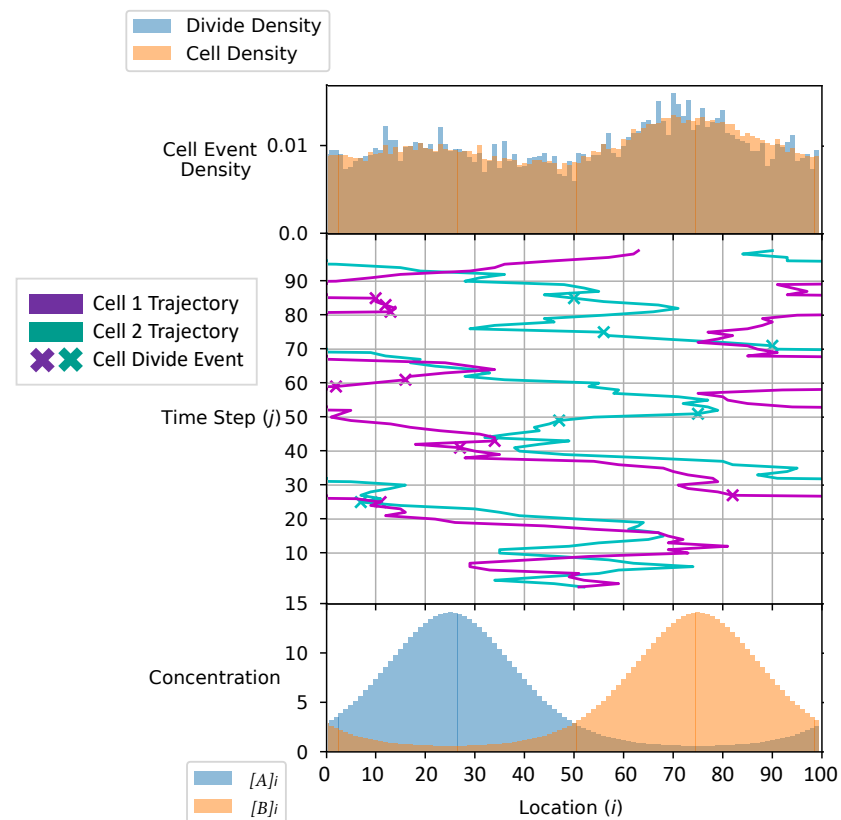 Divide Density
Cell Density
Cell Event
Density
0.01
0.0
Cell 1 Trajectory
Cell 2 Trajectory
Cell Divide Event
Time Step (j)
90
80
70
60
50
40
30
20
10
15
Concentration
10
5
0
0 10 20 30 40 50 60 70 80 90 100
Location (i)
[A]i
[B]i